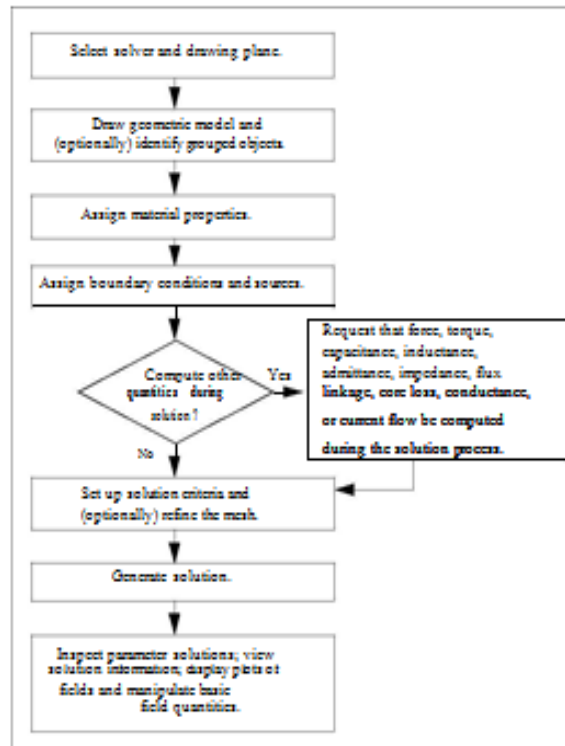 Select solver and drawing plane.
Draw geometric model and
(optionally) identify grouped objects
Assign material properties.
Assign boundary conditions and sources.
Compute other
quantities during
solution?
Yes
No
Request that force, torque,
capacitance, inductance,
admittance, impedance, flux
linkage, core loss, conductance,
or current flow be computed
during the solution process.
Set up solution criteria and
(optionally) refine the mesh.
Generate solution.
Inspect parameter solutions; view
solution information; display plots of
fields and manipulate basic
field quantities.